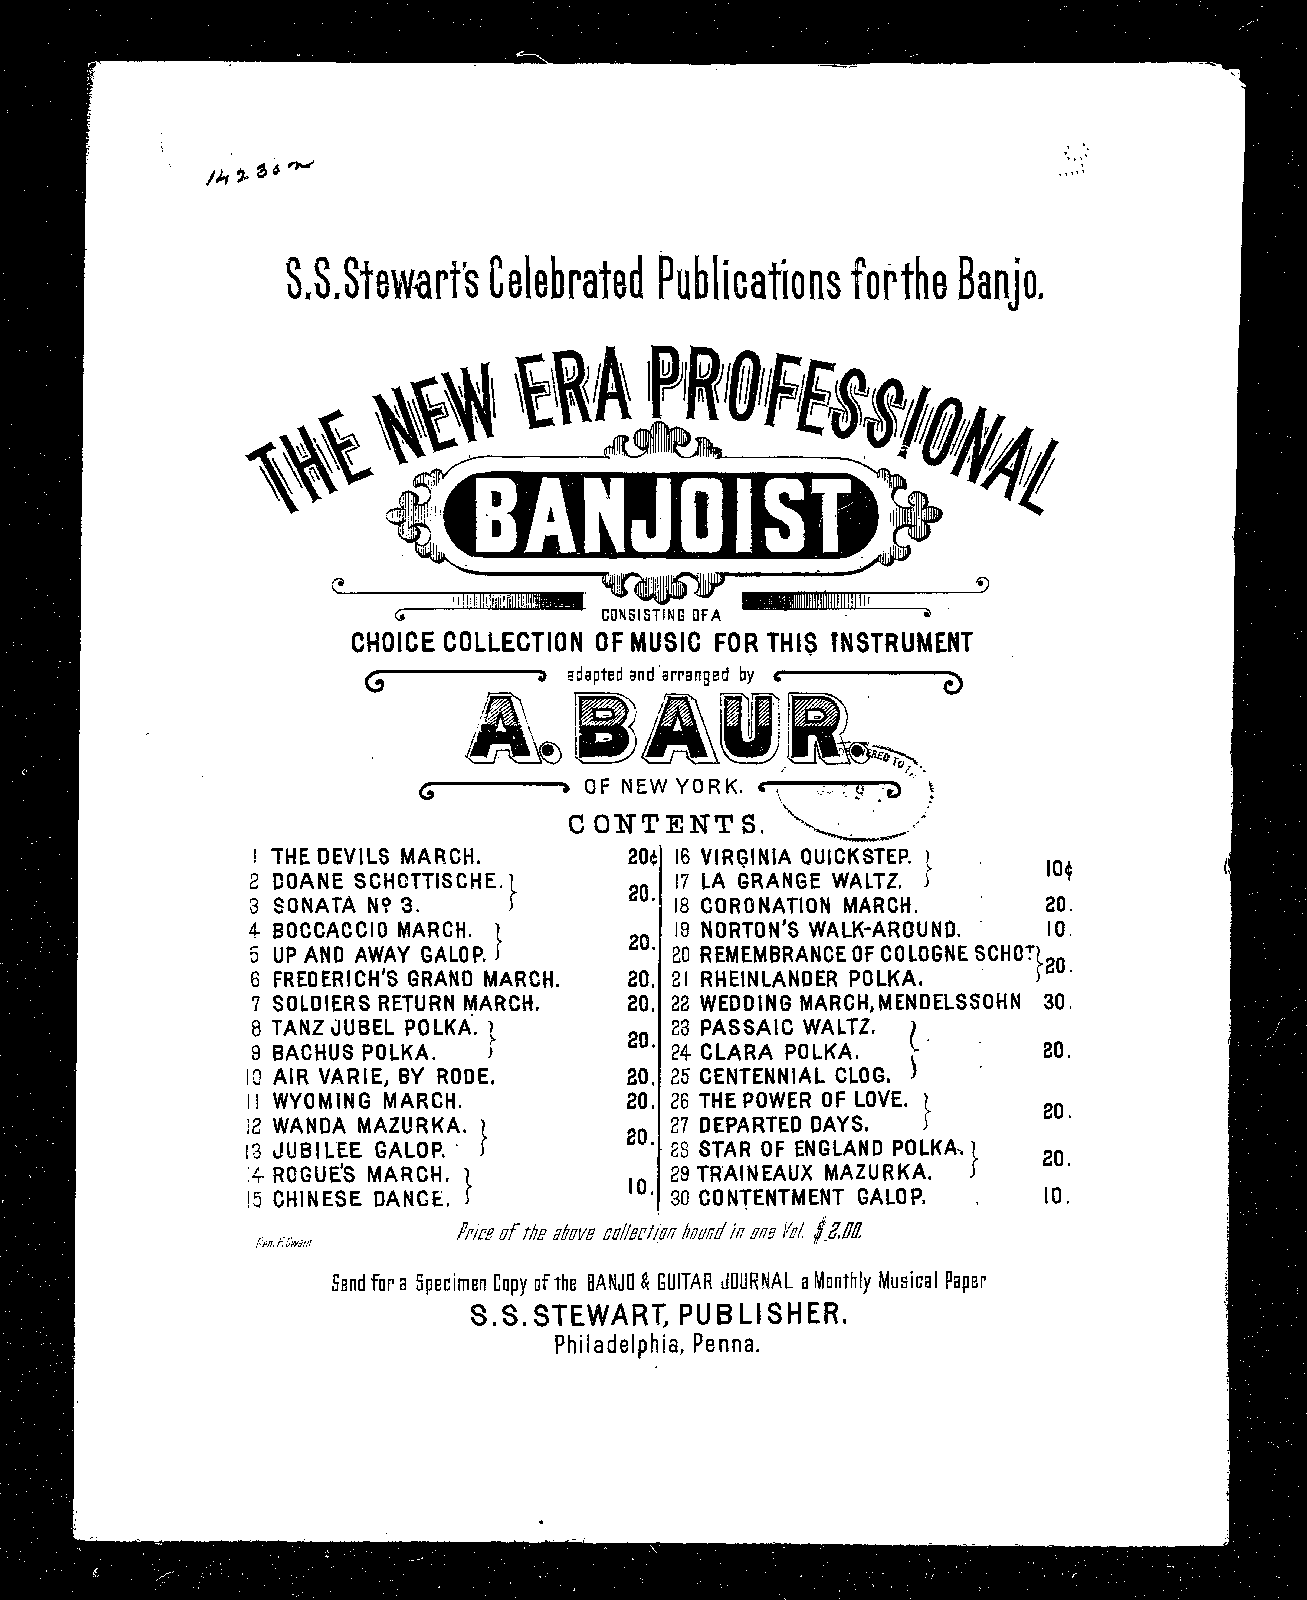 14230
S.S.Stewart's Celebrated Publications for the Banjo.
THE NEW ERA PROFESSIONAL
BANJOIST
CONSISTING OF A
CHOICE COLLECTION OF MUSIC FOR THIS INSTRUMENT
adapted and arranged by
A. BAUR.
OF NEW YORK.
CONTENTS.
1 THE DEVILS MARCH. 20¢
2 DOANE SCHOTTISCHE. }
3 SONATA Nº 3. } 20.
4 BOCCACCIO MARCH. }
5 UP AND AWAY GALOP. } 20.
6 FREDERICH'S GRAND MARCH. 20.
7 SOLDIERS RETURN MARCH. 20.
8 TANZ JUBEL POLKA. }
9 BACHUS POLKA. } 20.
10 AIR VARIE, BY RODE. 20.
11 WYOMING MARCH. 20.
12 WANDA MAZURKA. }
13 JUBILEE GALOP. } 20.
14 ROGUE'S MARCH. }
15 CHINESE DANCE. } 10.
16 VIRGINIA QUICKSTEP. }
17 LA GRANGE WALTZ. } 10¢
18 CORONATION MARCH. 20.
19 NORTON'S WALK-AROUND. 10.
20 REMEMBRANCE OF COLOGNE SCHOT }
21 RHEINLANDER POLKA. } 20.
22 WEDDING MARCH, MENDELSSOHN 30.
23 PASSAIC WALTZ. }
24 CLARA POLKA. } 20.
25 CENTENNIAL CLOG. }
26 THE POWER OF LOVE. }
27 DEPARTED DAYS. } 20.
28 STAR OF ENGLAND POLKA. }
29 TRAINEAUX MAZURKA. } 20.
30 CONTENTMENT GALOP. 10.
Price of the above collection bound in one Vol. $2.00.
Send for a Specimen Copy of the BANJO & GUITAR JOURNAL a Monthly Musical Paper
S.S. STEWART, PUBLISHER.
Philadelphia, Penna.